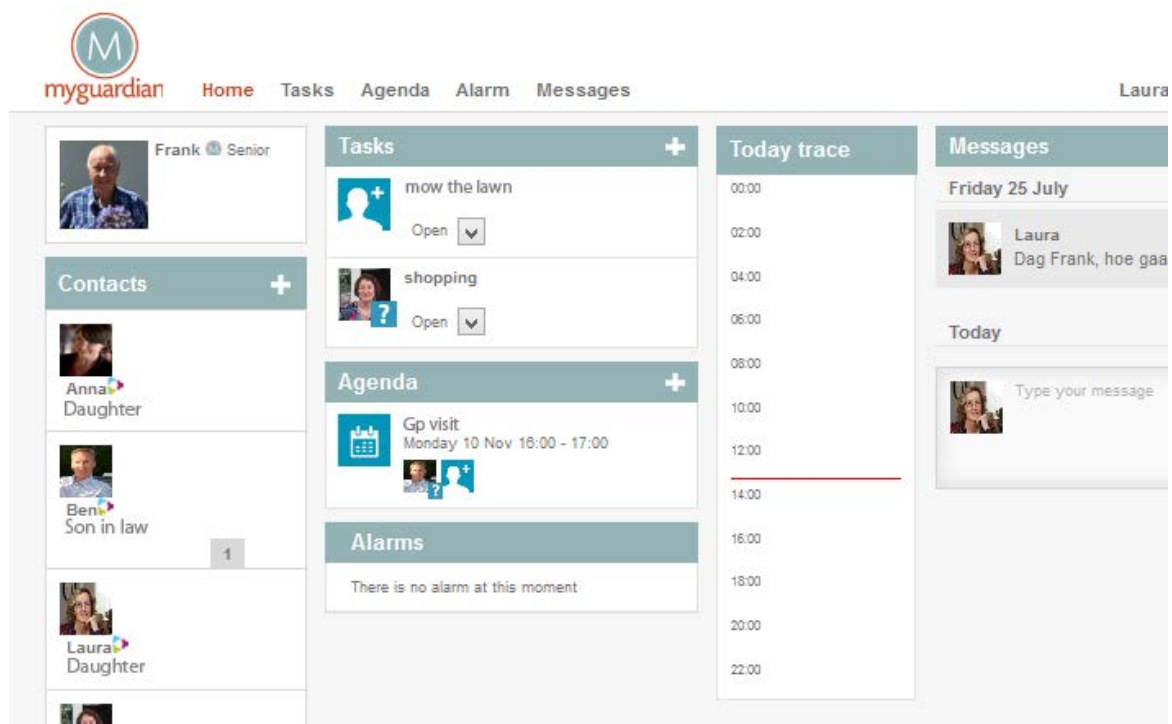 M
myguardian
Home Tasks Agenda Alarm Messages
Laura
Frank M Senior
Contacts +
Anna
Daughter
Ben
Son in law
1
Laura
Daughter
Tasks +
mow the lawn
Open
shopping
?
Open
Agenda +
Gp visit
Monday 10 Nov 16:00 - 17:00
?
Alarms
There is no alarm at this moment
Today trace
00:00
02:00
04:00
06:00
08:00
10:00
12:00
14:00
16:00
18:00
20:00
22:00
Messages
Friday 25 July
Laura
Dag Frank, hoe gaa
Today
Type your message